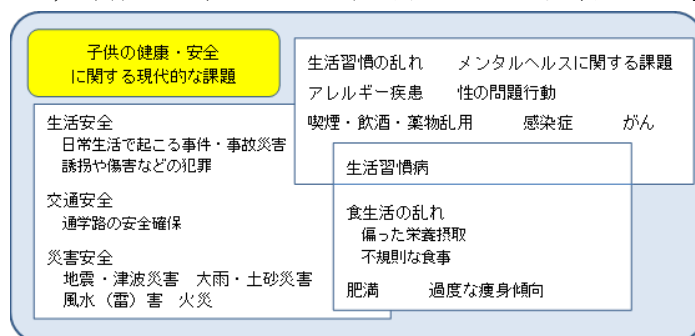 子供の健康・安全
に関する現代的な課題
生活習慣の乱れ　メンタルヘルスに関する課題
アレルギー疾患　性の問題行動
喫煙・飲酒・薬物乱用　感染症　がん
生活安全
日常生活で起こる事件・事故災害
誘拐や傷害などの犯罪
交通安全
通学路の安全確保
災害安全
地震・津波災害　大雨・土砂災害
風水（雷）害　火災
生活習慣病
食生活の乱れ
偏った栄養摂取
不規則な食事
肥満　過度な痩身傾向